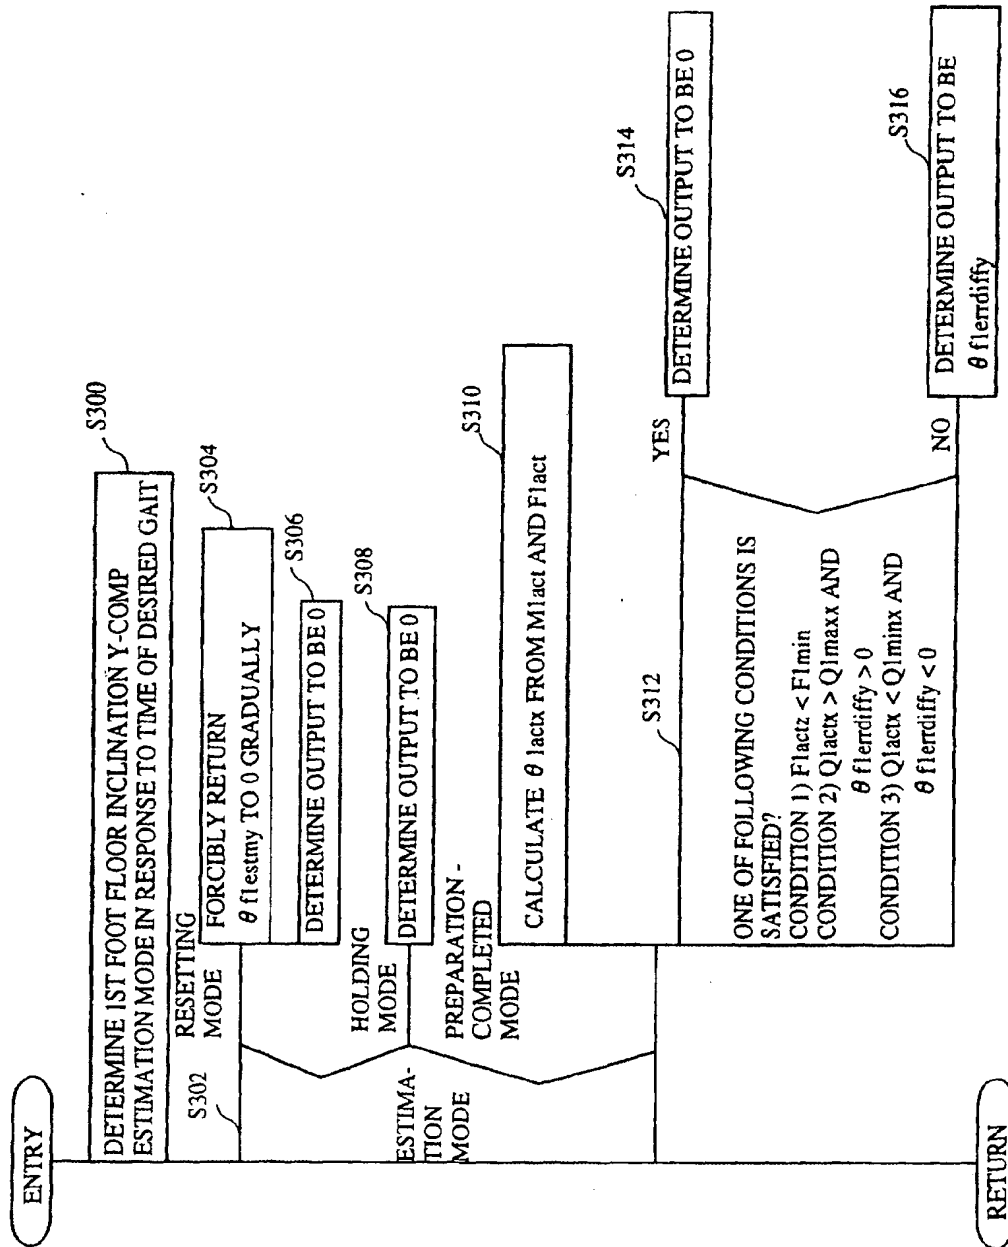 ENTRY
DETERMINE 1ST FOOT FLOOR INCLINATION Y-COMP
ESTIMATION MODE IN RESPONSE TO TIME OF DESIRED GAIT
S300
S302
ESTIMA-
TION
MODE
RESETTING
MODE
FORCIBLY RETURN
θ f1estmy TO 0 GRADUALLY
S304
DETERMINE OUTPUT TO BE 0
S306
HOLDING
MODE
DETERMINE OUTPUT TO BE 0
S308
PREPARATION-
COMPLETED
MODE
CALCULATE θ 1actx FROM M1act AND F1act
S310
S312
ONE OF FOLLOWING CONDITIONS IS
SATISFIED?
CONDITION 1) F1actz < F1min
CONDITION 2) Q1actx > Q1maxx AND
θ f1errdiffy > 0
CONDITION 3) Q1actx < Q1minx AND
θ f1errdiffy < 0
YES
DETERMINE OUTPUT TO BE 0
S314
NO
DETERMINE OUTPUT TO BE
θ f1errdiffy
S316
RETURN